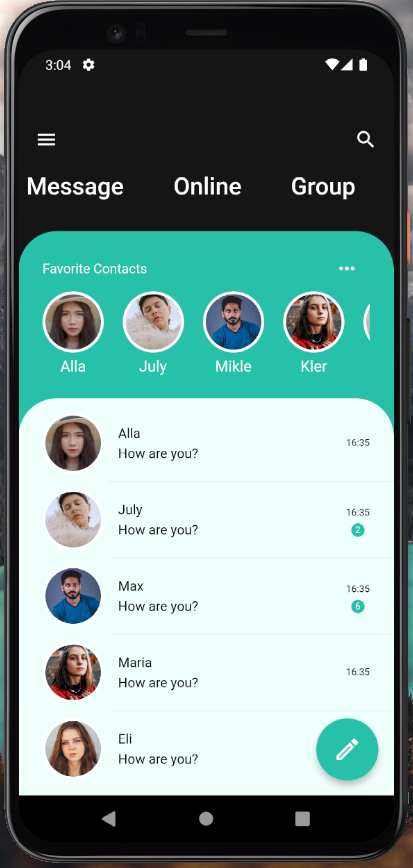 3:04
Message Online Group
Favorite Contacts
Alla July Mikle Kler
Alla
How are you?
16:35
July
How are you?
16:35
2
Max
How are you?
16:35
6
Maria
How are you?
16:35
Eli
How are you?